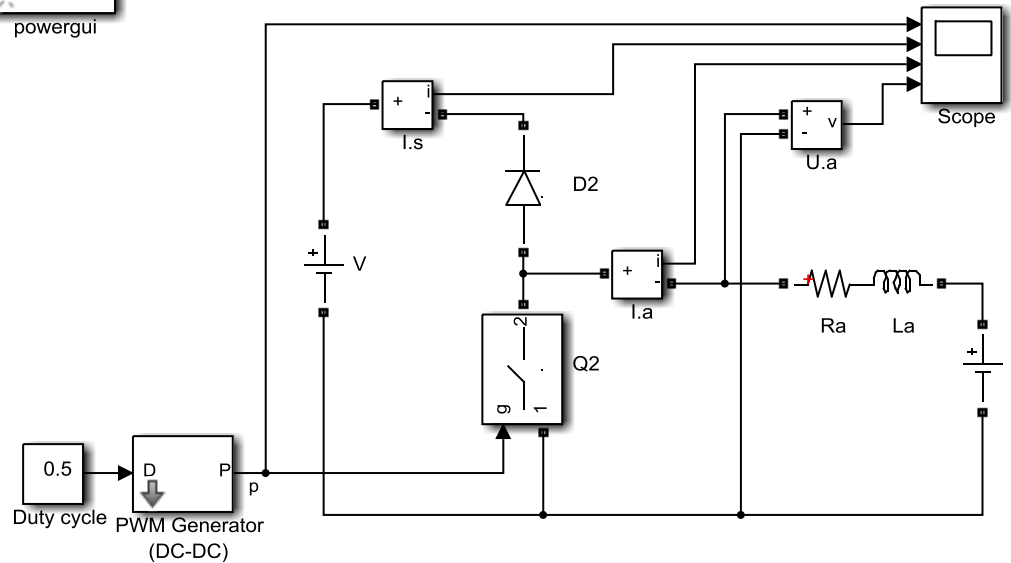 powergui
Scope
+
i
-
I.s
+
-
v
U.a
D2
+
V
+
i
-
I.a
+
Ra
La
+
2
g
1
Q2
0.5
Duty cycle
D
P
p
PWM Generator
(DC-DC)